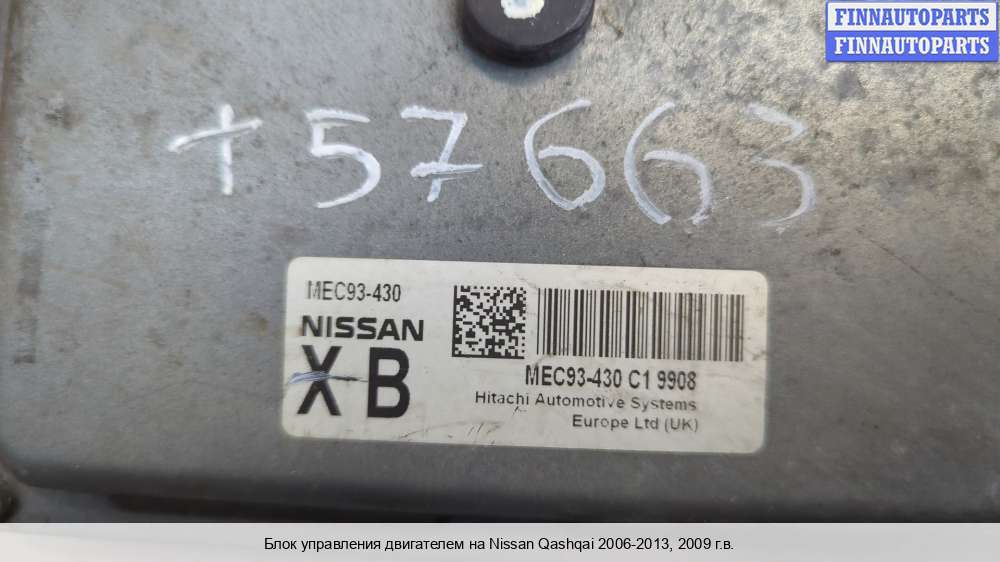 FINNAUTOPARTS
FINNAUTOPARTS
+57663
MEC93-430
NISSAN
XB
MEC93-430 C1 9908
Hitachi Automotive Systems
Europe Ltd (UK)
Блок управления двигателем на Nissan Qashqai 2006-2013, 2009 г.в.